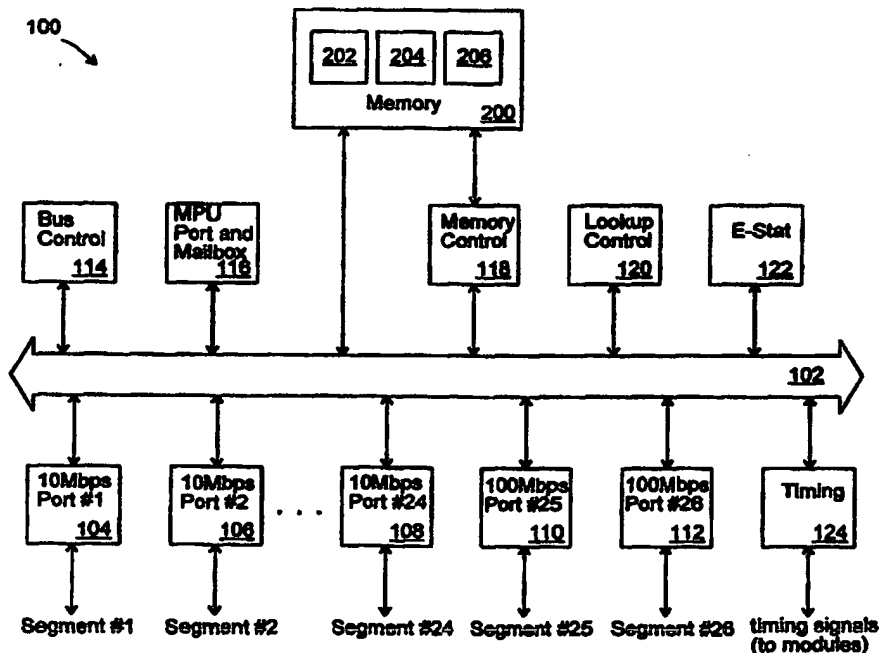 100
202 204 206
Memory
200
Bus
Control
114
MPU
Port and
Mailbox
116
Memory
Control
118
Lookup
Control
120
E-Stat
122
102
10Mbps
Port #1
104
10Mbps
Port #2
106
. . .
10Mbps
Port #24
108
100Mbps
Port #25
110
100Mbps
Port #26
112
Timing
124
Segment #1
Segment #2
Segment #24
Segment #25
Segment #26
timing signals
(to modules)